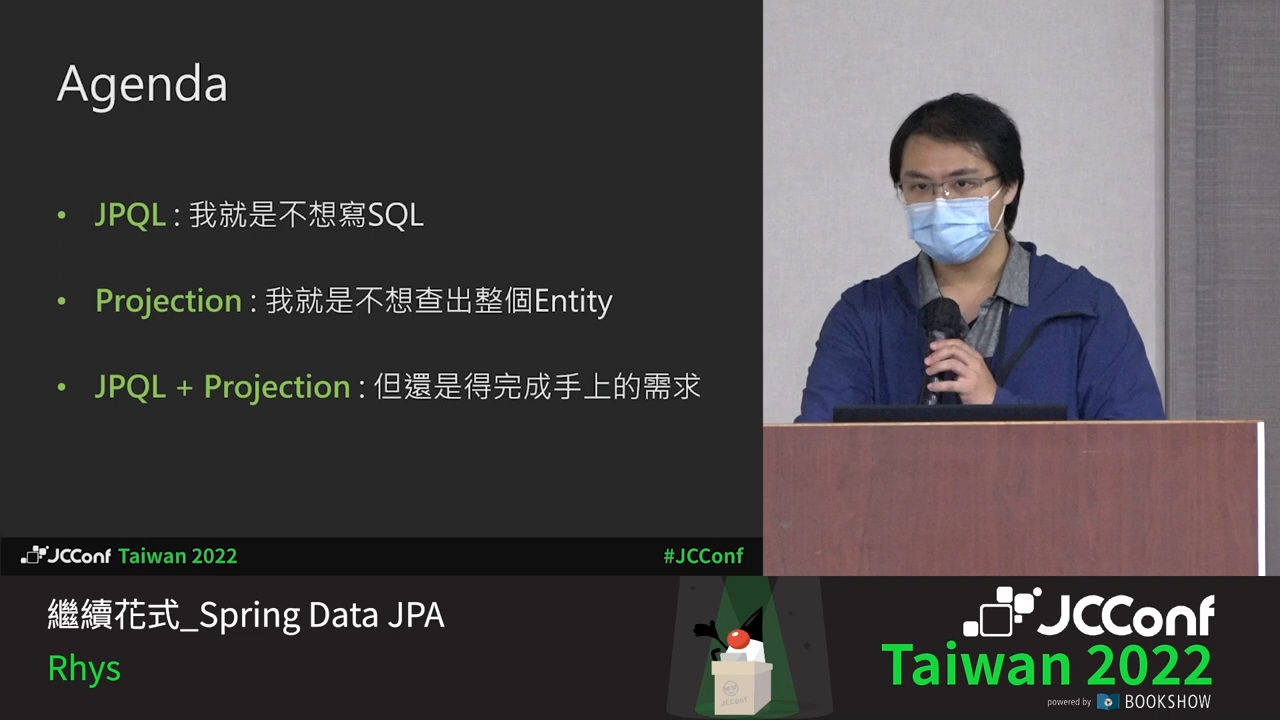 Agenda
• JPQL : 我就是不想寫SQL
• Projection : 我就是不想查出整個Entity
• JPQL + Projection : 但還是得完成手上的需求
JCConf Taiwan 2022
#JCConf
繼續花式_Spring Data JPA
Rhys
JCConf
JCConf
Taiwan 2022
powered by BOOKSHOW